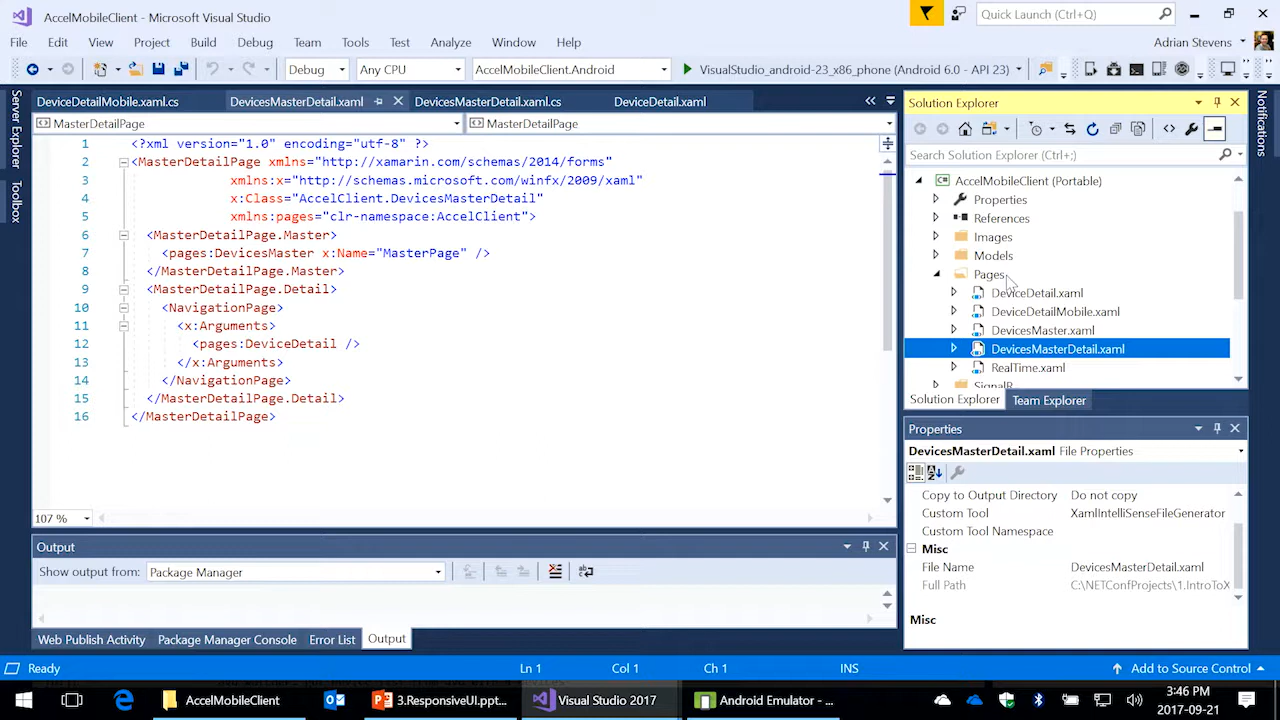 AccelMobileClient - Microsoft Visual Studio
Quick Launch (Ctrl+Q)
File Edit View Project Build Debug Team Tools Test Analyze Window Help
Adrian Stevens
Debug Any CPU AccelMobileClient.Android VisualStudio_android-23_x86_phone (Android 6.0 - API 23)
Server Explorer
Toolbox
DeviceDetailMobile.xaml.cs DevicesMasterDetail.xaml DevicesMasterDetail.xaml.cs DeviceDetail.xaml
MasterDetailPage MasterDetailPage
1 <?xml version="1.0" encoding="utf-8" ?>
2 <MasterDetailPage xmlns="http://xamarin.com/schemas/2014/forms"
3 xmlns:x="http://schemas.microsoft.com/winfx/2009/xaml"
4 x:Class="AccelClient.DevicesMasterDetail"
5 xmlns:pages="clr-namespace:AccelClient">
6 <MasterDetailPage.Master>
7 <pages:DevicesMaster x:Name="MasterPage" />
8 </MasterDetailPage.Master>
9 <MasterDetailPage.Detail>
10 <NavigationPage>
11 <x:Arguments>
12 <pages:DeviceDetail />
13 </x:Arguments>
14 </NavigationPage>
15 </MasterDetailPage.Detail>
16 </MasterDetailPage>
107 %
Output
Show output from: Package Manager
Web Publish Activity Package Manager Console Error List Output
Solution Explorer
Search Solution Explorer (Ctrl+;)
AccelMobileClient (Portable)
Properties
References
Images
Models
Pages
DeviceDetail.xaml
DeviceDetailMobile.xaml
DevicesMaster.xaml
DevicesMasterDetail.xaml
RealTime.xaml
SignalR
Solution Explorer Team Explorer
Properties
DevicesMasterDetail.xaml File Properties
Copy to Output Directory Do not copy
Custom Tool XamlIntelliSenseFileGenerator
Custom Tool Namespace
Misc
File Name DevicesMasterDetail.xaml
Full Path C:\NETConfProjects\1.IntroToX
Misc
Notifications
Ready Ln 1 Col 1 Ch 1 INS Add to Source Control
AccelMobileClient 3.ResponsiveUI.ppt... Visual Studio 2017 Android Emulator - ...
3:46 PM
2017-09-21